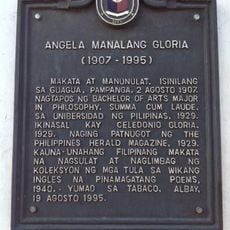 ANGELA MANALANG GLORIA
(1907 - 1995)
MAKATA AT MANUNULAT. ISINILANG
SA GUAGUA, PAMPANGA, 2 AGOSTO 1907.
NAGTAPOS NG BACHELOR OF ARTS MAJOR
IN PHILOSOPHY, SUMMA CUM LAUDE,
SA UNIBERSIDAD NG PILIPINAS, 1929.
IKINASAL KAY CELEDONIO GLORIA,
1929. NAGING PATNUGOT NG THE
PHILIPPINES HERALD MAGAZINE, 1929.
KAUNA-UNAHANG FILIPINANG MAKATA
NA NAGSULAT AT NAGLIMBAG NG
KOLEKSYON NG MGA TULA SA WIKANG
INGLES NA PINAMAGATANG POEMS,
1940. YUMAO SA TABACO, ALBAY,
19 AGOSTO 1995.